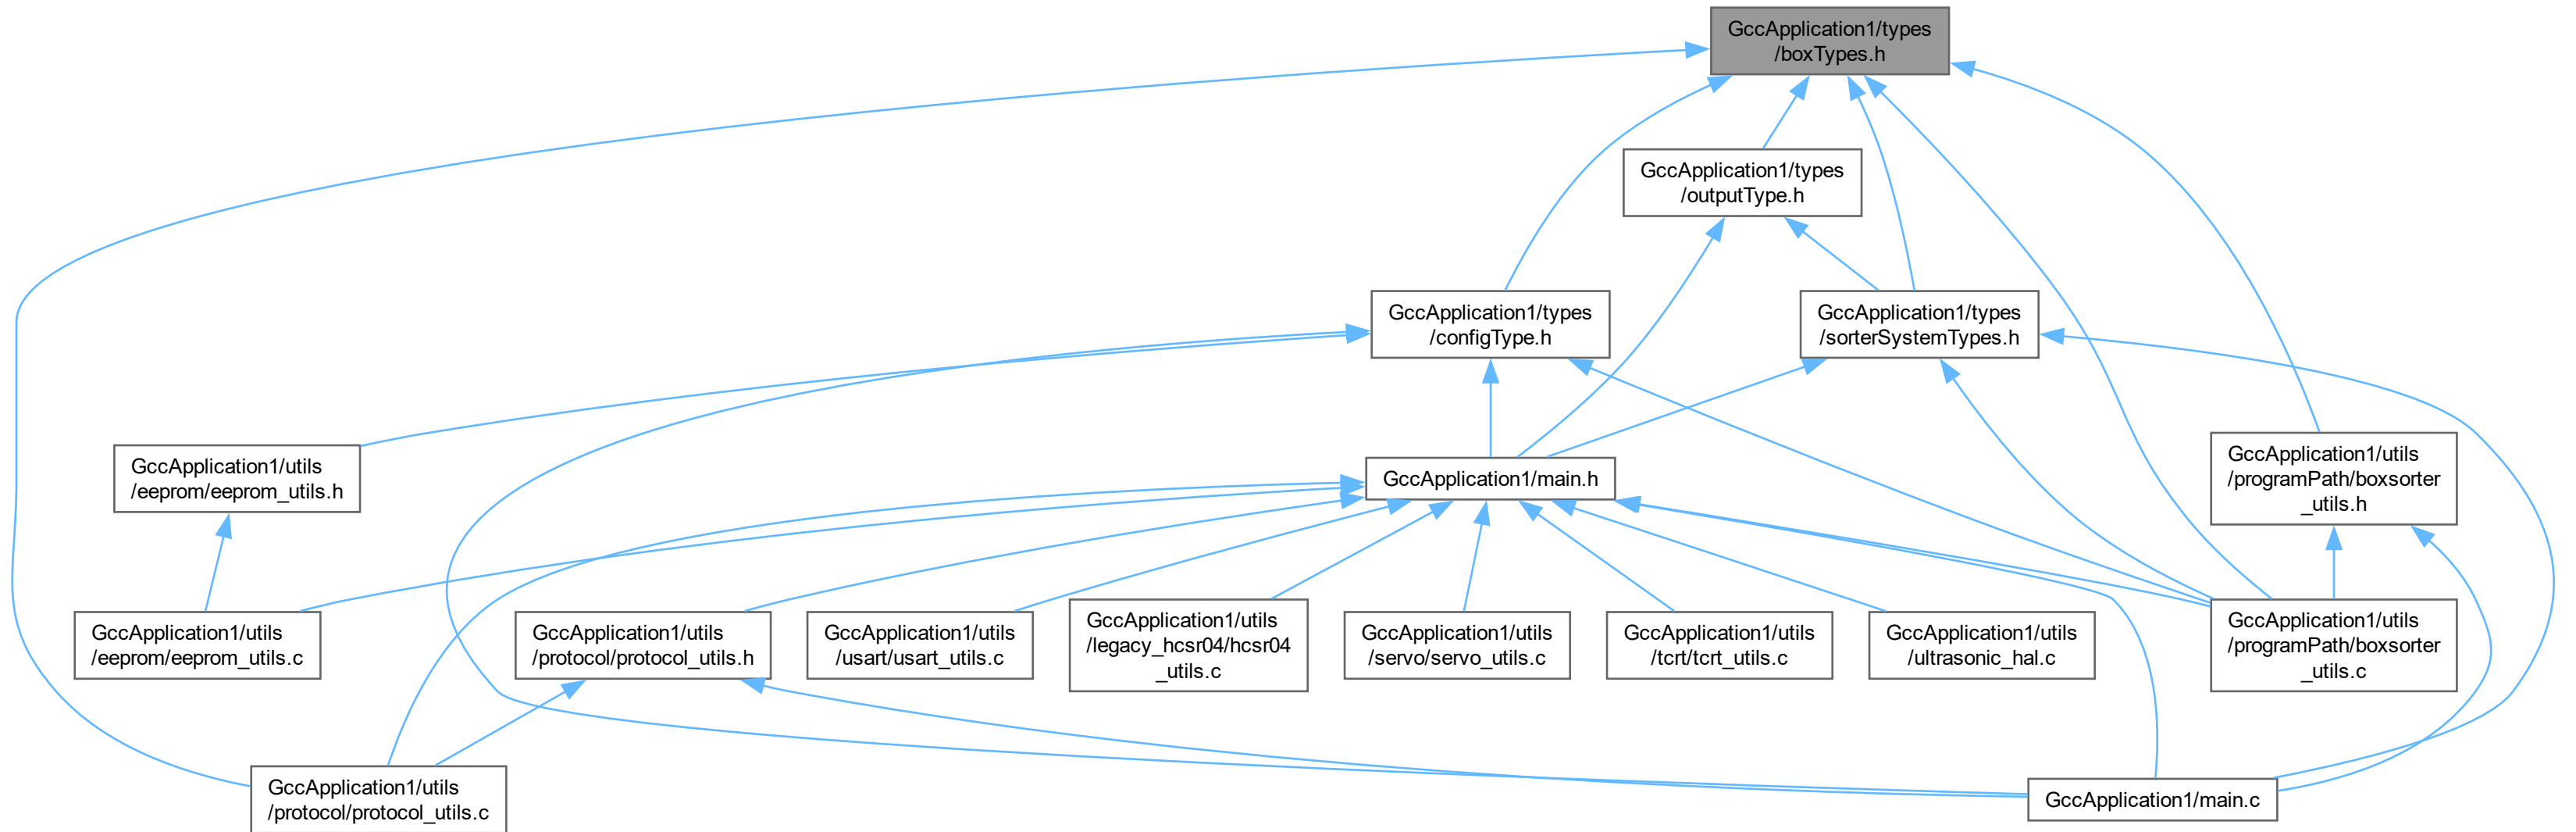 GccApplication1/types
/boxTypes.h
GccApplication1/types
/outputType.h
GccApplication1/types
/configType.h
GccApplication1/types
/sorterSystemTypes.h
GccApplication1/utils
/eeprom/eeprom_utils.h
GccApplication1/main.h
GccApplication1/utils
/programPath/boxsorter
_utils.h
GccApplication1/utils
/eeprom/eeprom_utils.c
GccApplication1/utils
/protocol/protocol_utils.h
GccApplication1/utils
/usart/usart_utils.c
GccApplication1/utils
/legacy_hcsr04/hcsr04
_utils.c
GccApplication1/utils
/servo/servo_utils.c
GccApplication1/utils
/tcrt/tcrt_utils.c
GccApplication1/utils
/ultrasonic_hal.c
GccApplication1/utils
/programPath/boxsorter
_utils.c
GccApplication1/utils
/protocol/protocol_utils.c
GccApplication1/main.c